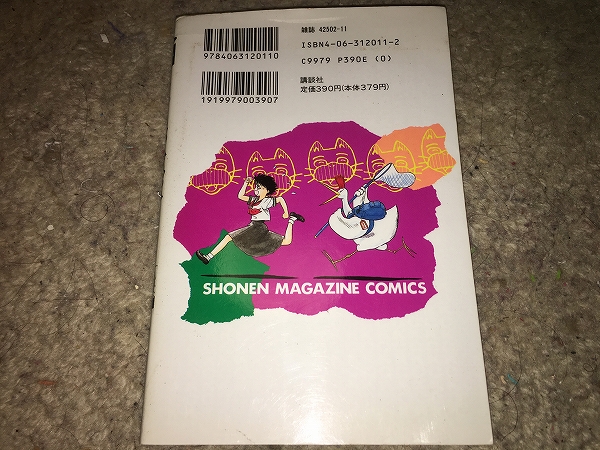 9784063120110
1919979003907
雑誌 42502-11
ISBN4-06-312011-2
C9979 P390E (0)
講談社
定価390円(本体379円)
SHONEN MAGAZINE COMICS